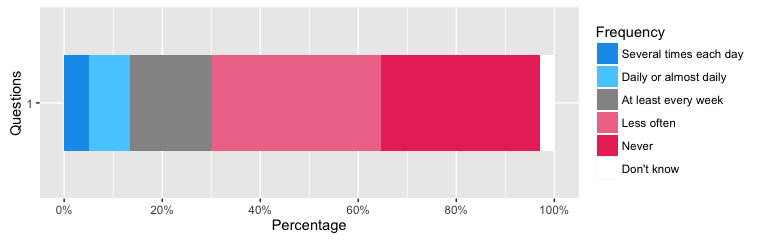 Questions
1
0%
20%
40%
60%
80%
100%
Percentage
Frequency
Several times each day
Daily or almost daily
At least every week
Less often
Never
Don't know